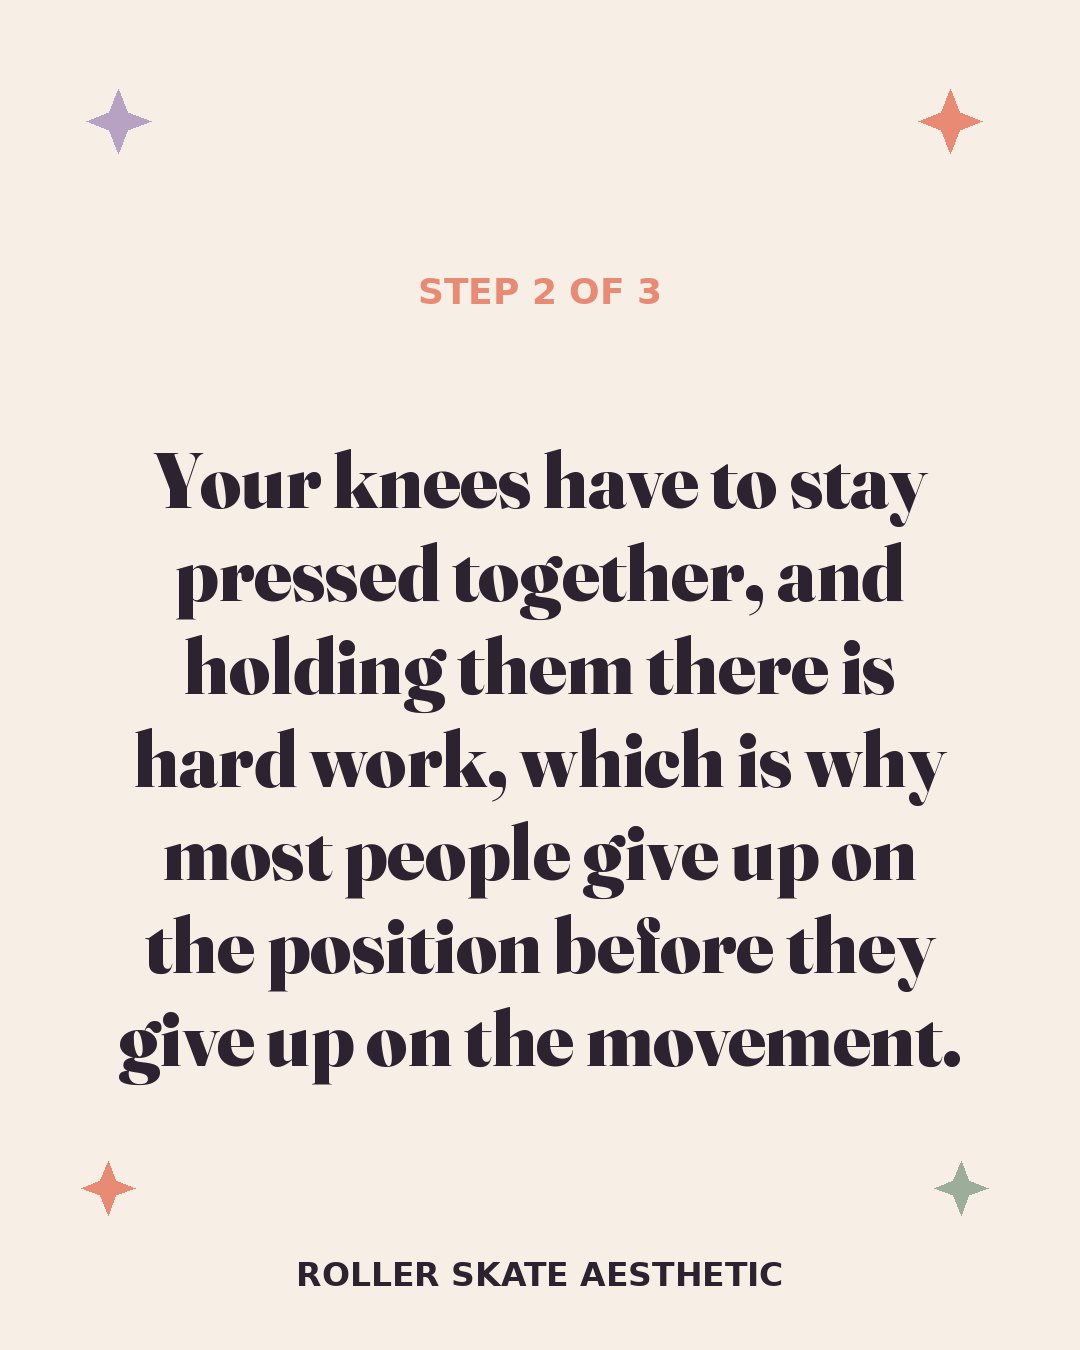 STEP 2 OF 3
Your knees have to stay
pressed together, and
holding them there is
hard work, which is why
most people give up on
the position before they
give up on the movement.
ROLLER SKATE AESTHETIC